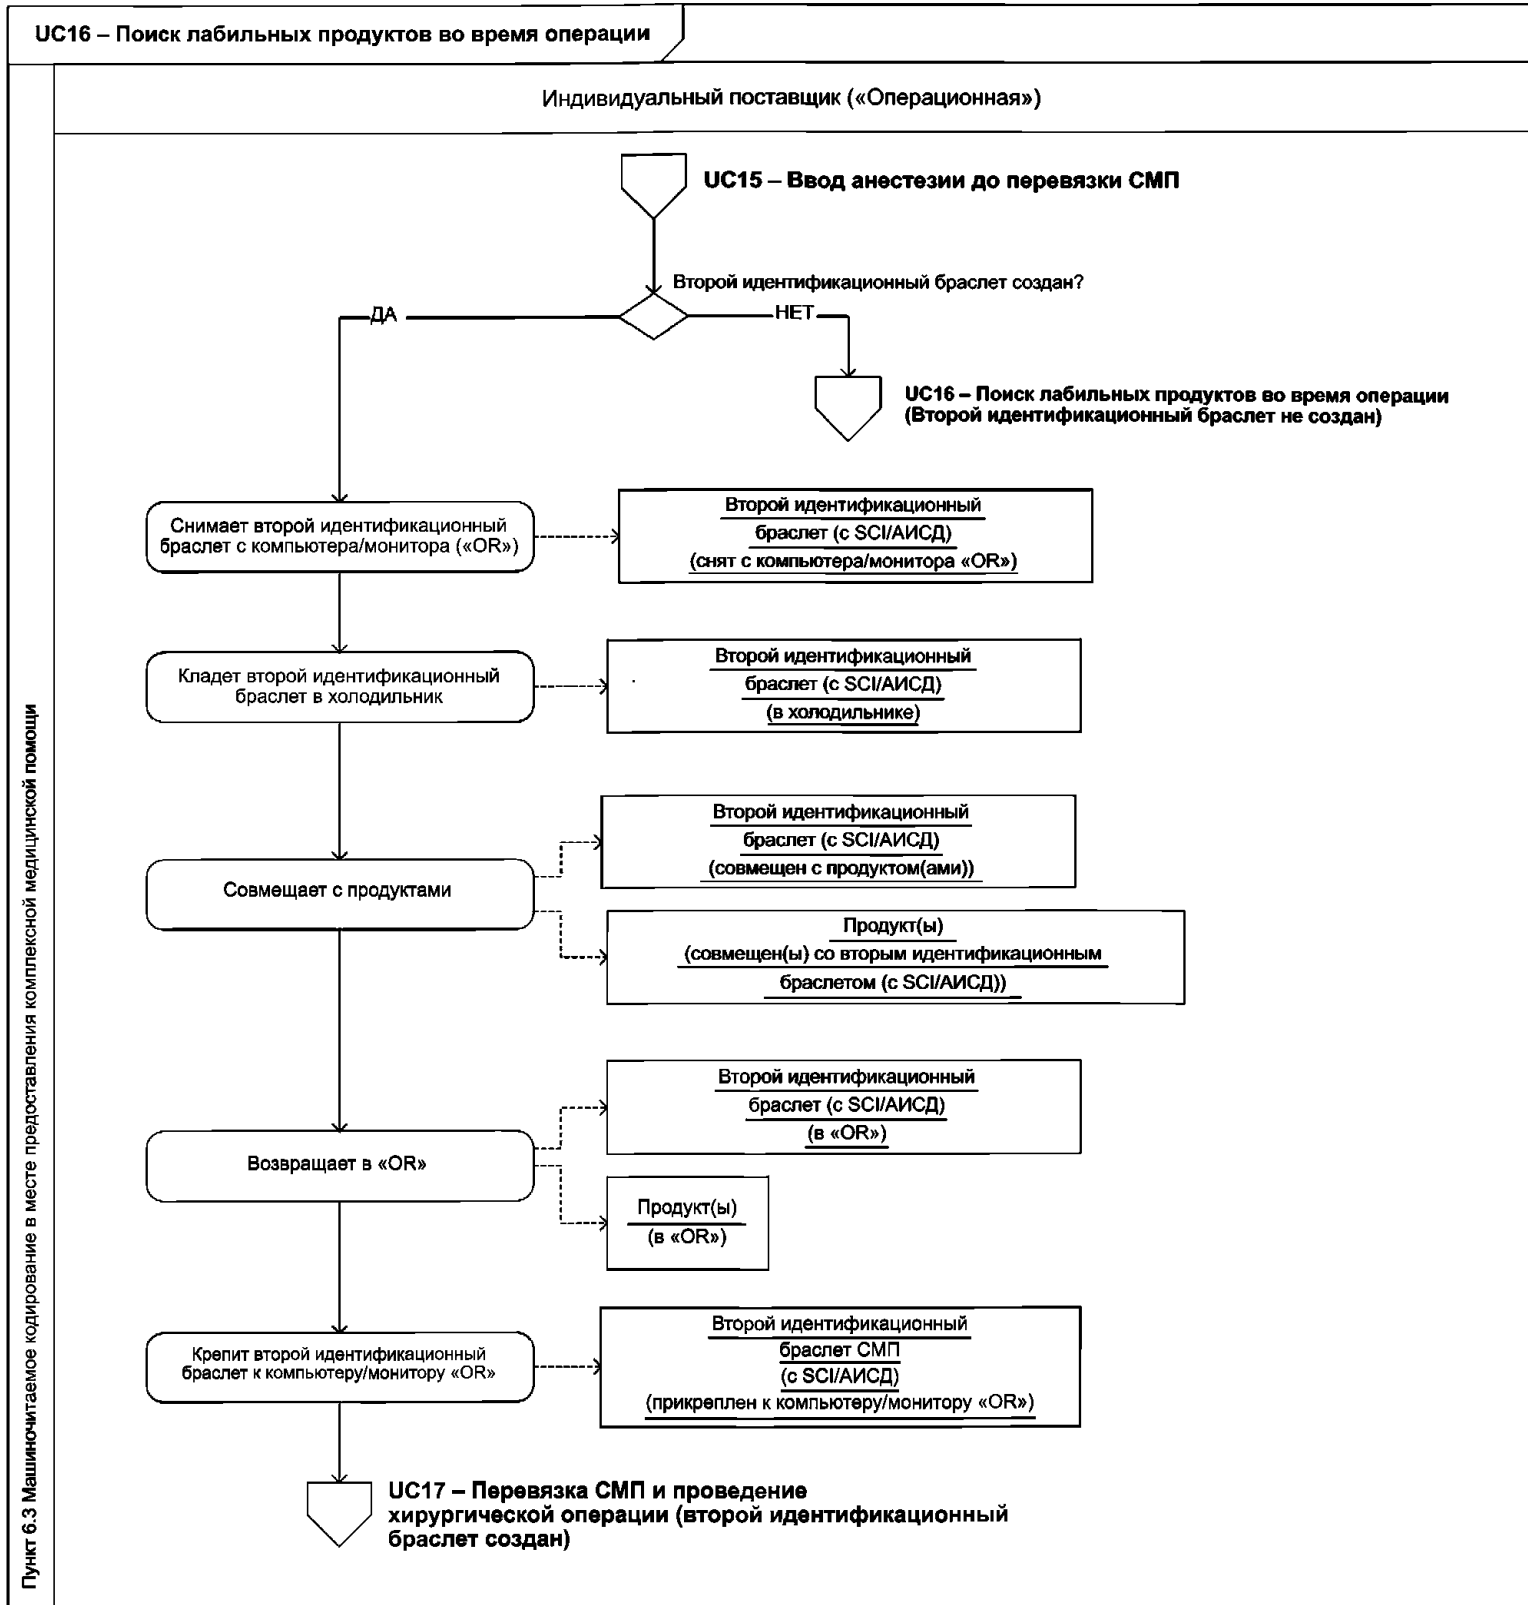 UC16 – Поиск лабильных продуктов во время операции
Индивидуальный поставщик («Операционная»)
Пункт 6.3 Машиночитаемое кодирование в месте предоставления комплексной медицинской помощи
UC15 – Ввод анестезии до перевязки СМП
Второй идентификационный браслет создан?
ДА
НЕТ
UC16 – Поиск лабильных продуктов во время операции
(Второй идентификационный браслет не создан)
Снимает второй идентификационный
браслет с компьютера/монитора («OR»)
Второй идентификационный
браслет (с SCI/АИСД)
(снят с компьютера/монитора «OR»)
Кладет второй идентификационный
браслет в холодильник
Второй идентификационный
браслет (с SCI/АИСД)
(в холодильнике)
Совмещает с продуктами
Второй идентификационный
браслет (с SCI/АИСД)
(совмещен с продуктом(ами))
Продукт(ы)
(совмещен(ы) со вторым идентификационным
браслетом (с SCI/АИСД))
Возвращает в «OR»
Второй идентификационный
браслет (с SCI/АИСД)
(в «OR»)
Продукт(ы)
(в «OR»)
Крепит второй идентификационный
браслет к компьютеру/монитору «OR»
Второй идентификационный
браслет СМП
(с SCI/АИСД)
(прикреплен к компьютеру/монитору «OR»)
UC17 – Перевязка СМП и проведение
хирургической операции (второй идентификационный
браслет создан)